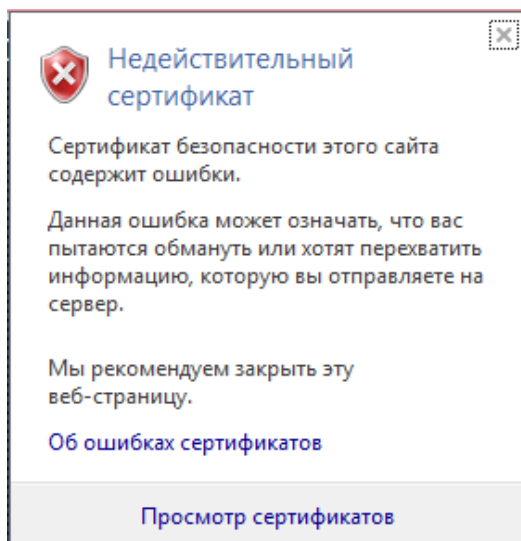 Недействительный
сертификат
Сертификат безопасности этого сайта
содержит ошибки.
Данная ошибка может означать, что вас
пытаются обмануть или хотят перехватить
информацию, которую вы отправляете на
сервер.
Мы рекомендуем закрыть эту
веб-страницу.
Об ошибках сертификатов
Просмотр сертификатов